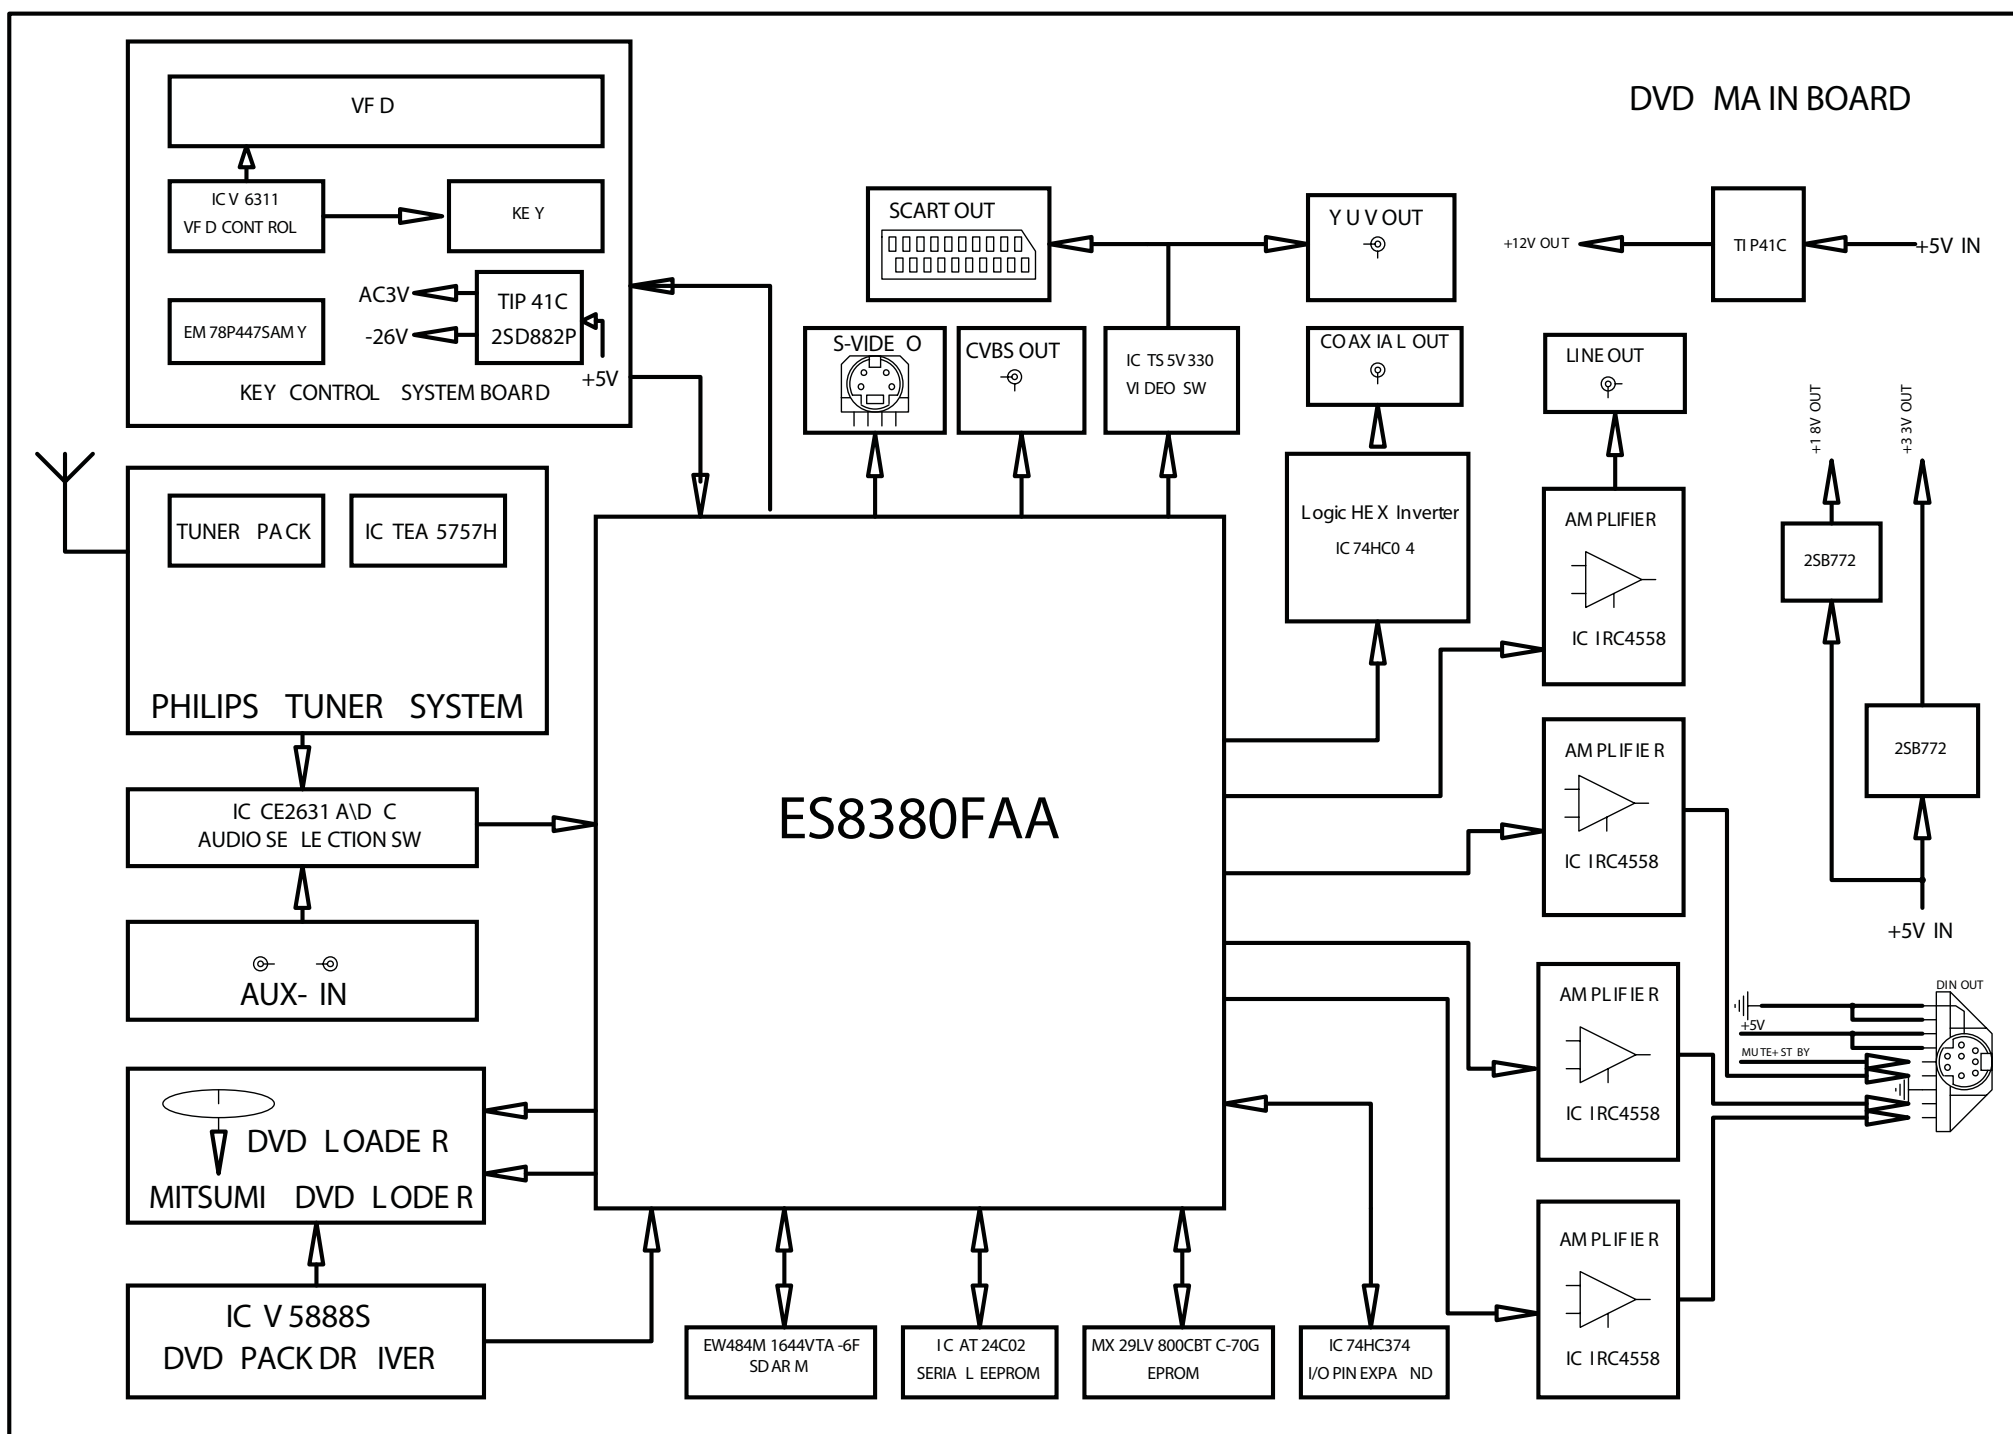 DVD MA IN BOARD
VF D
IC V 6311
VF D CONT ROL
KE Y
EM 78P447SAM Y
AC3V
-26V
TIP 41C
2SD882P
+5V
KEY CONTROL SYSTEM BOARD
SCART OUT
Y U V OUT
+12V OUT
TI P41C
+5V IN
S-VIDE O
CVBS OUT
IC TS 5V 330
VI DEO SW
COAX IA L OUT
LINE OUT
+1 8V OUT
+3 3V OUT
TUNER PACK
IC TEA 5757H
PHILIPS TUNER SYSTEM
Logic HE X Inverter
IC 74HC0 4
AM PLIFIER
IC IRC4558
2SB772
2SB772
+5V IN
IC CE2631 A\D C
AUDIO SE LE CTION SW
ES8380FAA
AM PLIFIE R
IC IRC4558
AUX- IN
AM PLIFIE R
IC IRC4558
DIN OUT
+5V
MUTE+ ST BY
DVD LOADE R
MITSUMI DVD LODE R
IC V 5888S
DVD PACK DR IVER
EW484M 1644VTA -6F
SD AR M
I C AT 24C02
SERIA L EEPROM
MX 29LV 800CBT C-70G
EPROM
IC 74HC374
I/O PIN EXPA ND
AM PLIFIE R
IC IRC4558